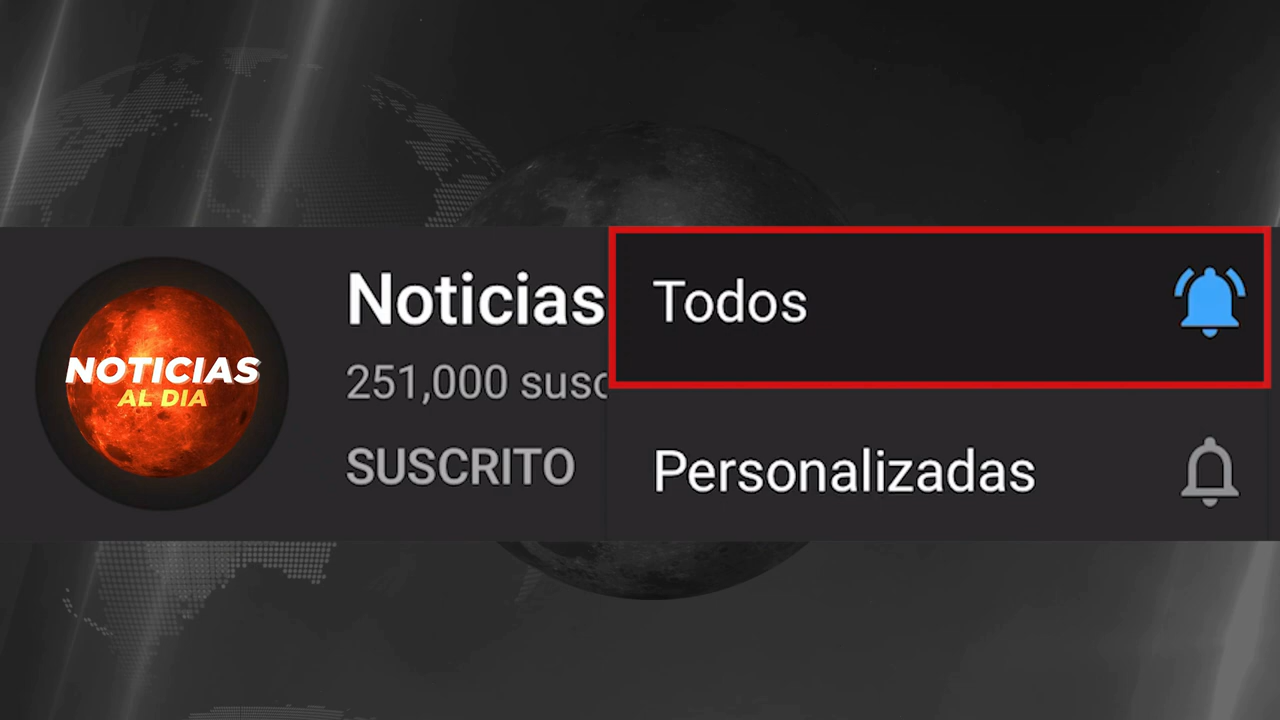 NOTICIAS
AL DIA
Noticias
251,000 susc
SUSCRITO
Todos
Personalizadas